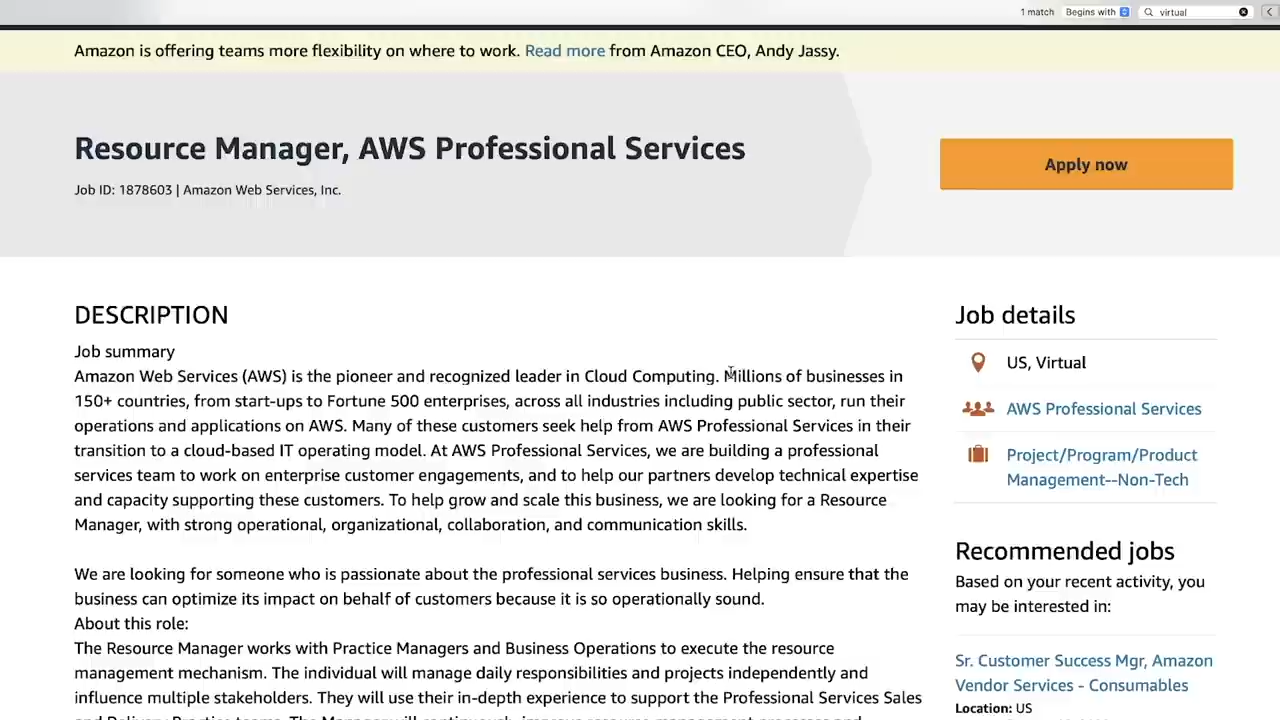 1 match Begins with virtual
Amazon is offering teams more flexibility on where to work. Read more from Amazon CEO, Andy Jassy.
Resource Manager, AWS Professional Services
Job ID: 1878603 | Amazon Web Services, Inc.
Apply now
DESCRIPTION
Job summary
Amazon Web Services (AWS) is the pioneer and recognized leader in Cloud Computing. Millions of businesses in
150+ countries, from start-ups to Fortune 500 enterprises, across all industries including public sector, run their
operations and applications on AWS. Many of these customers seek help from AWS Professional Services in their
transition to a cloud-based IT operating model. At AWS Professional Services, we are building a professional
services team to work on enterprise customer engagements, and to help our partners develop technical expertise
and capacity supporting these customers. To help grow and scale this business, we are looking for a Resource
Manager, with strong operational, organizational, collaboration, and communication skills.
We are looking for someone who is passionate about the professional services business. Helping ensure that the
business can optimize its impact on behalf of customers because it is so operationally sound.
About this role:
The Resource Manager works with Practice Managers and Business Operations to execute the resource
management mechanism. The individual will manage daily responsibilities and projects independently and
influence multiple stakeholders. They will use their in-depth experience to support the Professional Services Sales
Job details
US, Virtual
AWS Professional Services
Project/Program/Product
Management--Non-Tech
Recommended jobs
Based on your recent activity, you
may be interested in:
Sr. Customer Success Mgr, Amazon
Vendor Services - Consumables
Location: US